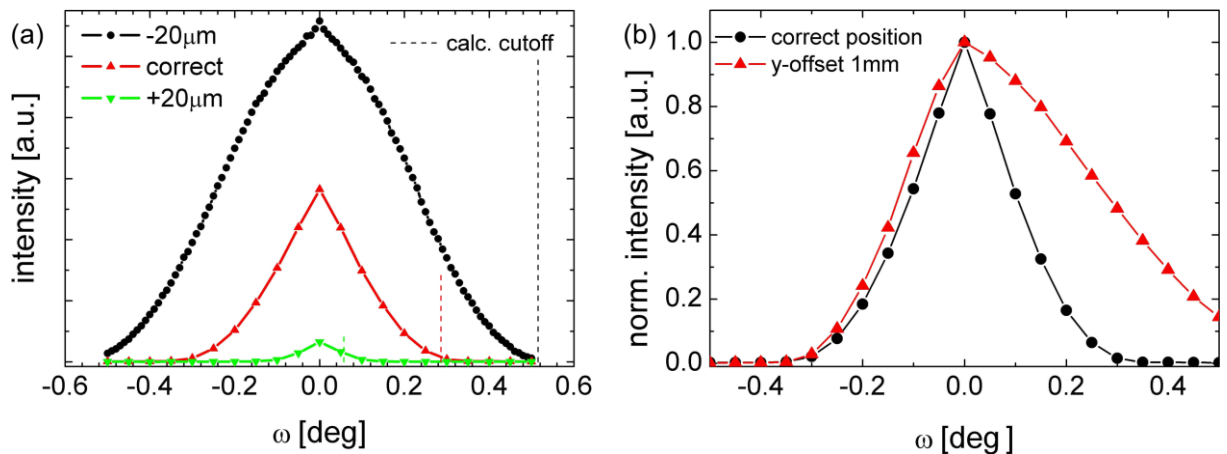 (a)
-20μm
correct
+20μm
calc. cutoff
intensity [a.u.]
-0.6 -0.4 -0.2 0.0 0.2 0.4 0.6
ω [deg]
(b)
correct position
y-offset 1mm
norm. intensity [a.u.]
1.0
0.8
0.6
0.4
0.2
0.0
-0.4 -0.2 0.0 0.2 0.4
ω [deg ]